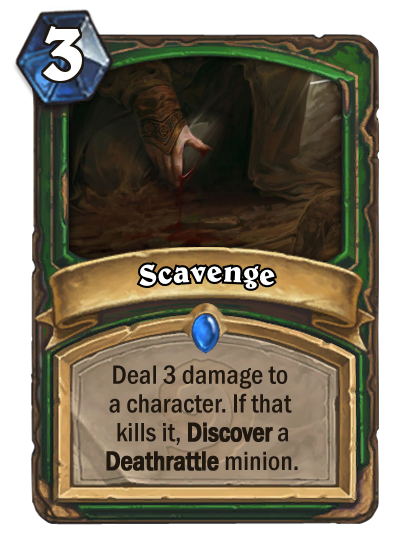 3
Scavenge
Deal 3 damage to
a character. If that
kills it, Discover a
Deathrattle minion.